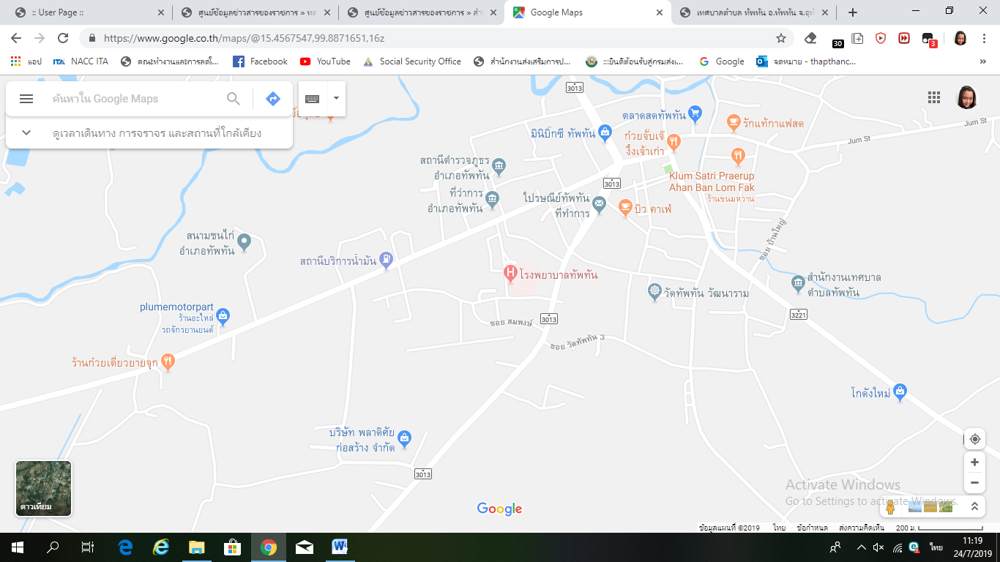 :: User Page ::
ศูนย์ข้อมูลข่าวสารของราชการ » ทต
ศูนย์ข้อมูลข่าวสารของราชการ » สำ
Google Maps
เทศบาลตำบล ทัพทัน อ.ทัพทัน จ.อุทั
https://www.google.co.th/maps/@15.4567547,99.8871651,16z
30
3
แอป
ITA NACC ITA
คณะทำงานและการลดใ...
Facebook
YouTube
Social Security Office
สำนักงานส่งเสริมการป...
:::ยินดีต้อนรับสู่กรมส่งเ...
Google
จดหมาย - thapthanc...
ค้นหาใน Google Maps
ดูเวลาเดินทาง การจราจร และสถานที่ใกล้เคียง
3013
ตลาดสดทัพทัน
รักแท้กาแฟสด
Jum St
Jum St
มินิบิ๊กซี ทัพทัน
ก๋วยจั๊บเจ๊
งี้งเจ้าเก่า
สถานีตำรวจภูธร
อำเภอทัพทัน
3013
Klum Satri Praerup
Ahan Ban Lom Fak
ร้านขนมหวาน
ที่ว่าการ
อำเภอทัพทัน
ไปรษณีย์ทัพทัน
ที่ทำการ
บิว คาเฟ่
สนามชนไก่
อำเภอทัพทัน
ซอย บ้านใหญ่
สถานีบริการน้ำมัน
โรงพยาบาลทัพทัน
สำนักงานเทศบาล
ตำบลทัพทัน
วัดทัพทัน วัฒนาราม
plumemotorpart
ร้านอะไหล่
รถจักรยานยนต์
3013
3221
ซอย สมพงษ์
ซอย วัดทัพทัน 3
ร้านก๋วยเตี๋ยวยายจุก
โกดังใหม่
บริษัท พลาดิศัย
ก่อสร้าง จำกัด
3013
ดาวเทียม
Google
Activate Windows
Go to Settings to activate Windows.
ข้อมูลแผนที่ ©2019
ไทย
ข้อกำหนด
ส่งความคิดเห็น
200 ม.
ไทย
11:19
24/7/2019